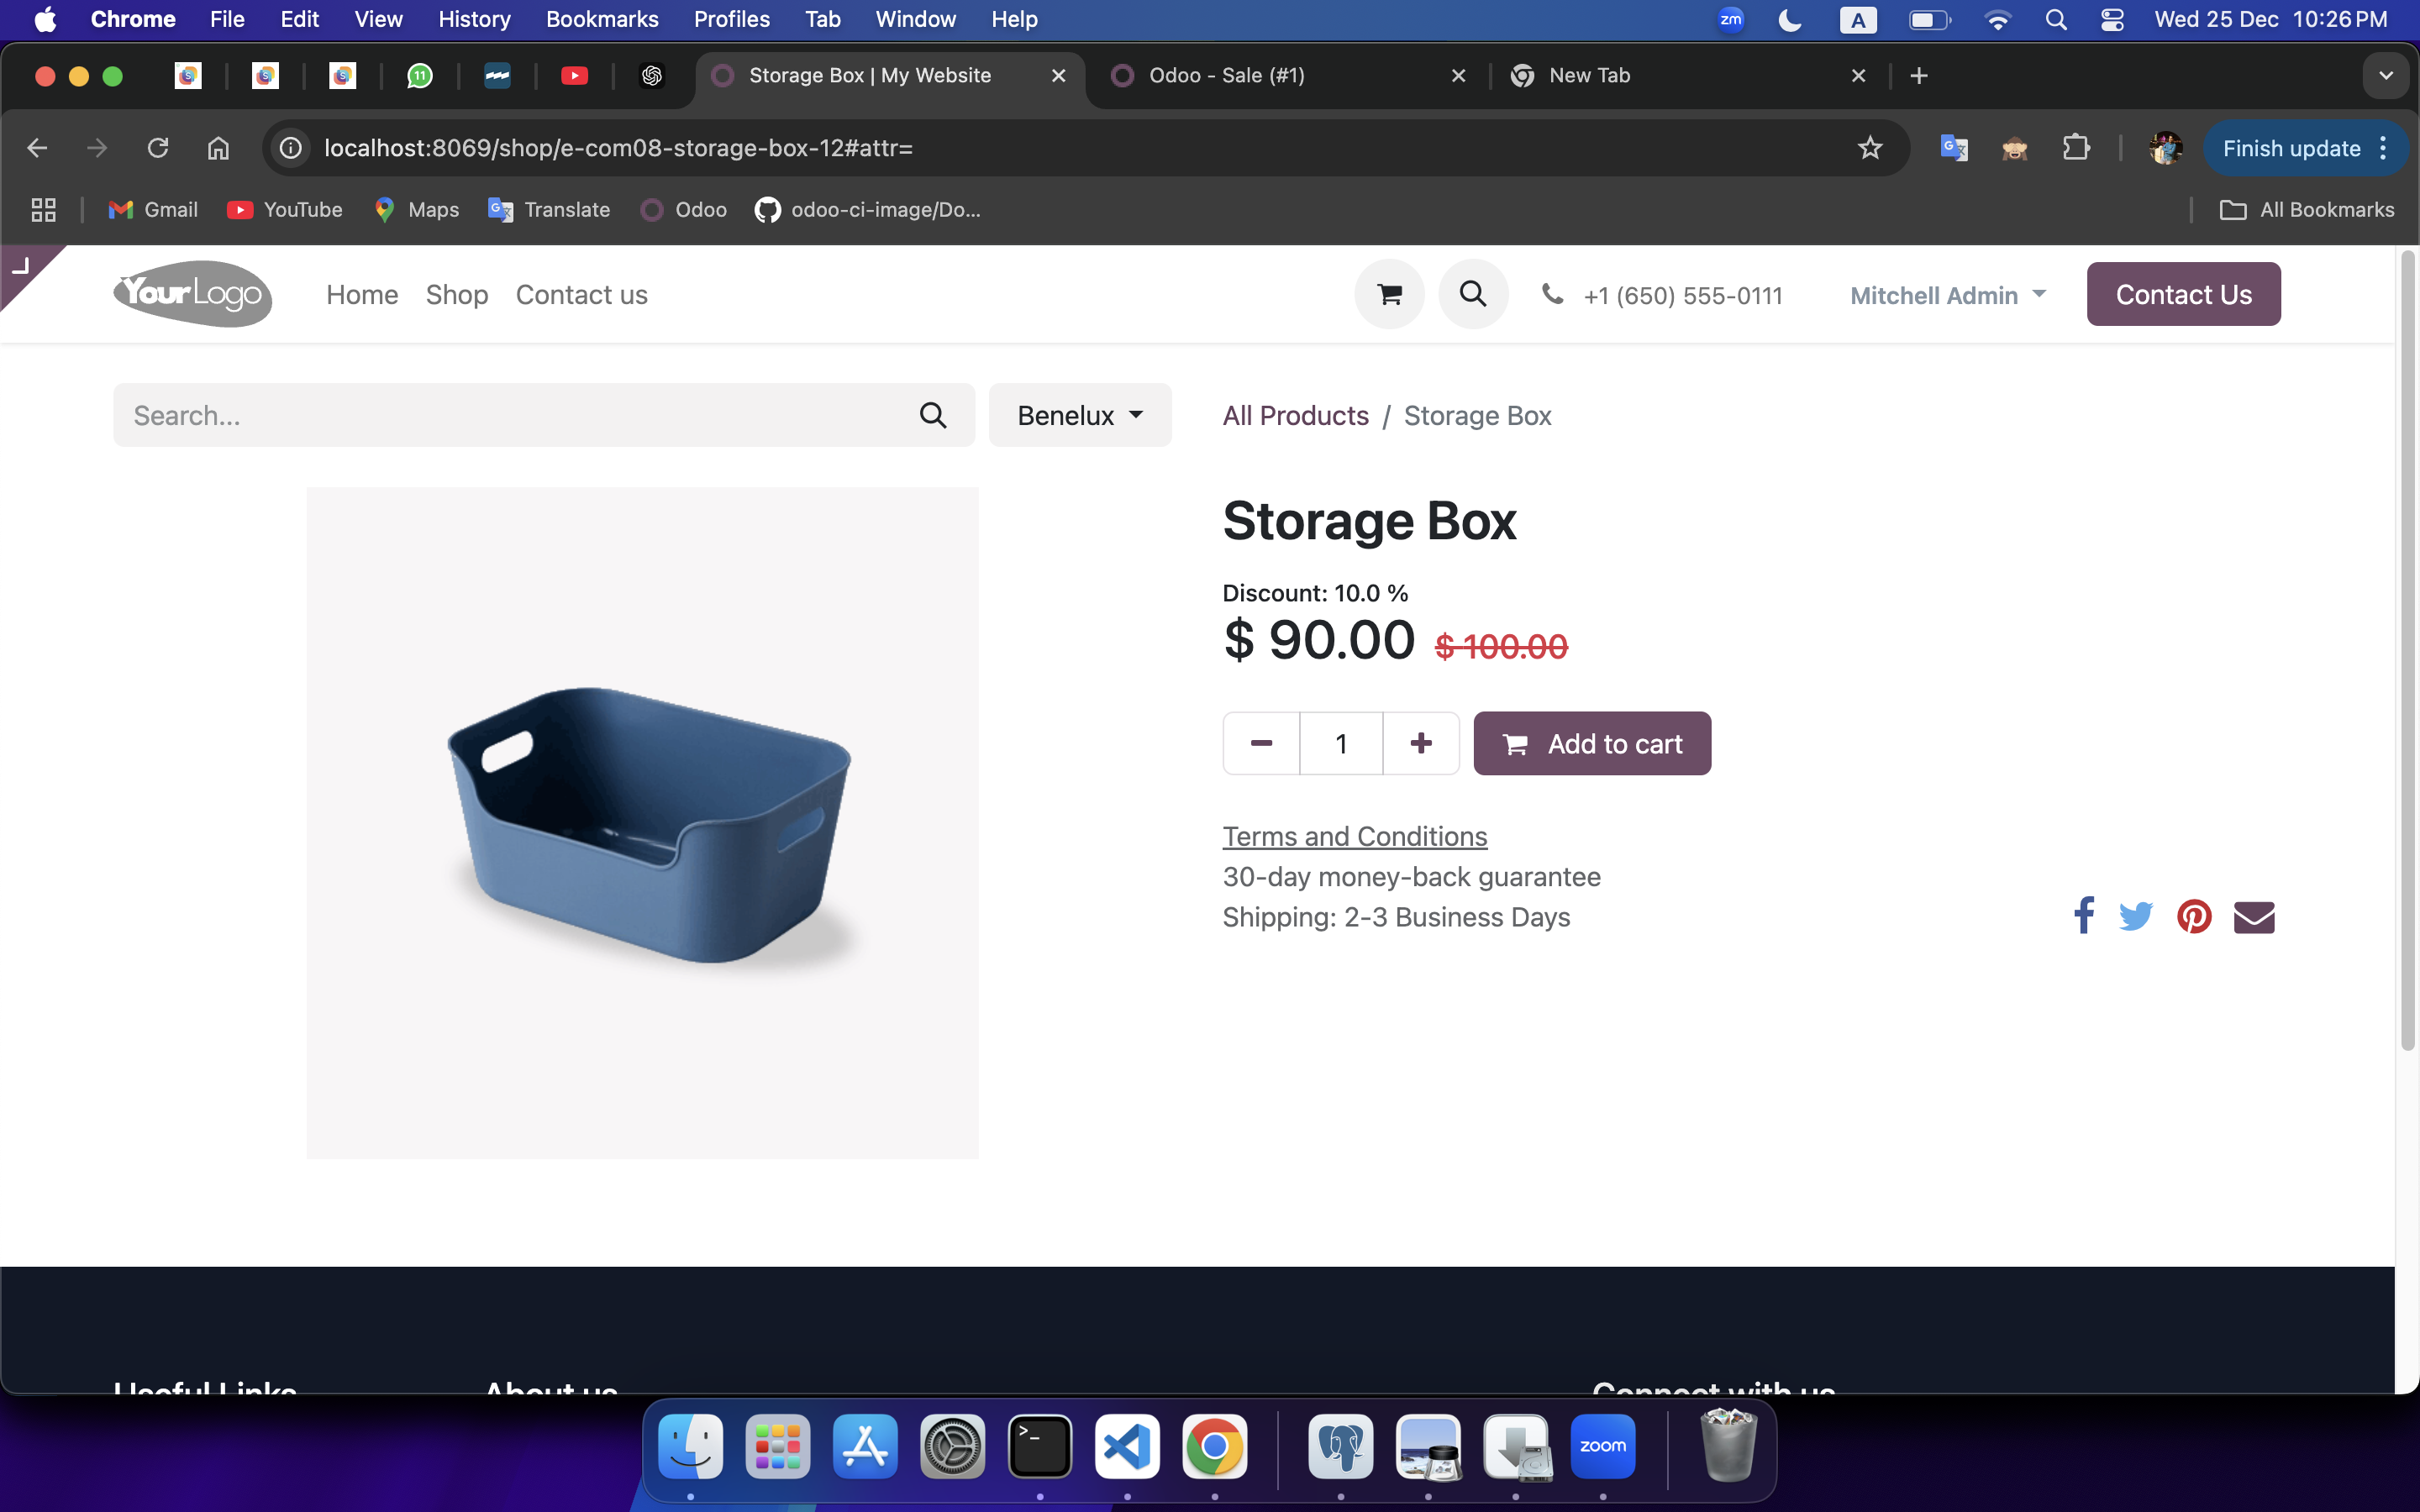 Chrome File Edit View History Bookmarks Profiles Tab Window Help zm A Wed 25 Dec 10:26 PM
11 Storage Box | My Website Odoo - Sale (#1) New Tab
localhost:8069/shop/e-com08-storage-box-12#attr= Finish update
Gmail YouTube Maps Translate Odoo odoo-ci-image/Do... All Bookmarks
YourLogo Home Shop Contact us +1 (650) 555-0111 Mitchell Admin Contact Us
Search... Benelux All Products / Storage Box
Storage Box
Discount: 10.0 %
$ 90.00 $ 100.00
1 Add to cart
Terms and Conditions
30-day money-back guarantee
Shipping: 2-3 Business Days
Useful Links About us Connect with us
zoom